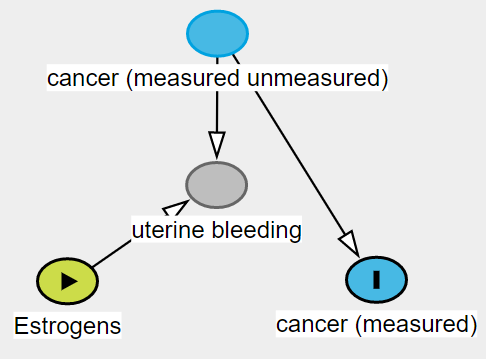 cancer (measured unmeasured)
uterine bleeding
Estrogens
cancer (measured)